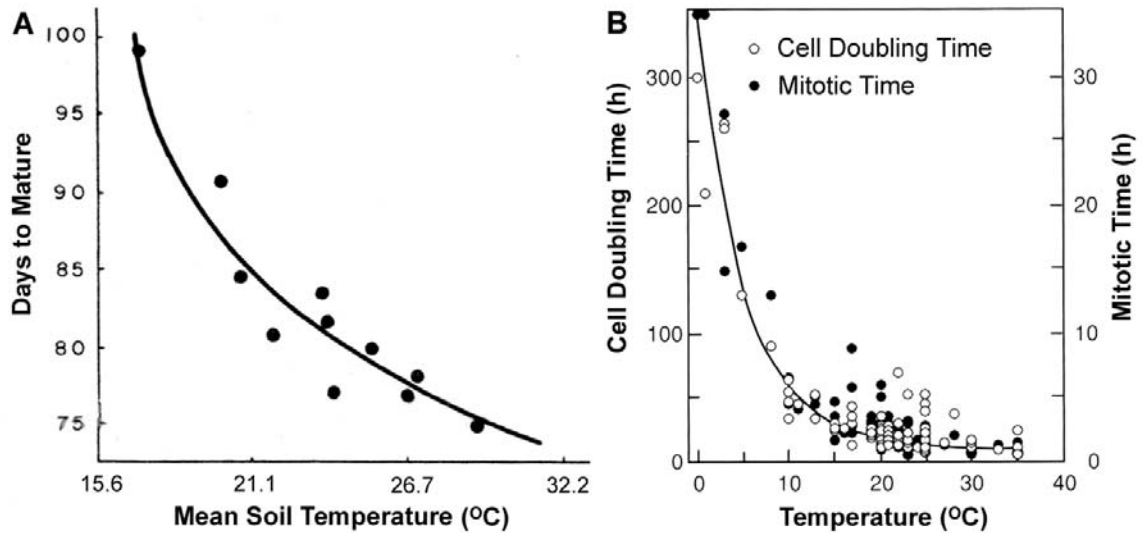 A
100
95
90
85
80
75
Days to Mature
15.6 21.1 26.7 32.2
Mean Soil Temperature (ºC)
B
Cell Doubling Time
Mitotic Time
300
200
100
0
Cell Doubling Time (h)
30
20
10
0
Mitotic Time (h)
0 10 20 30 40
Temperature (ºC)